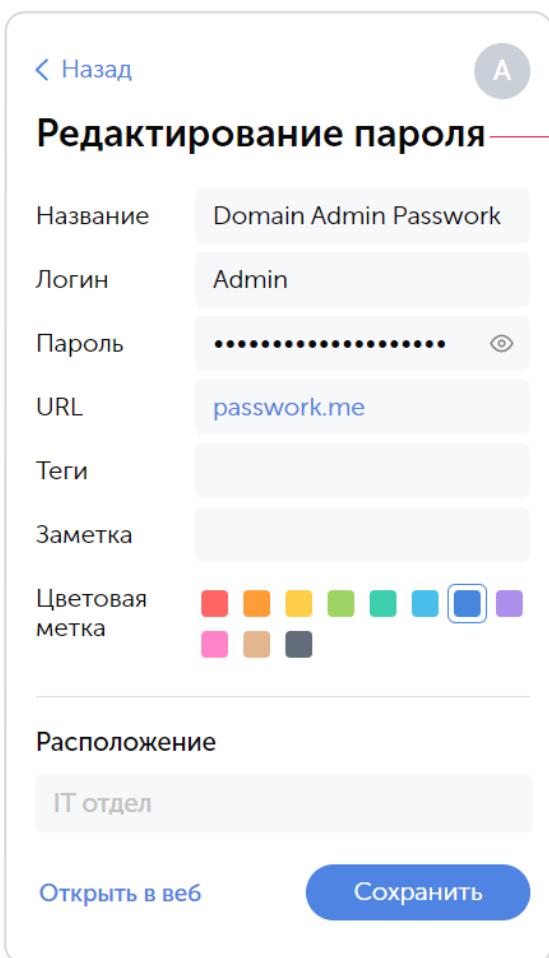 Назад
A
Редактирование пароля
Название Domain Admin Passwork
Логин Admin
Пароль ••••••••••••••••••••
URL passwork.me
Теги
Заметка
Цветовая
метка
Расположение
IT отдел
Открыть в веб Сохранить